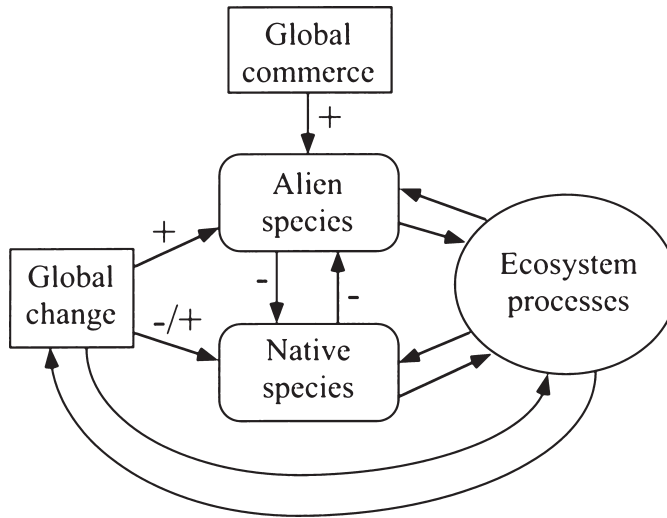 Global
commerce
+
Alien
species
+
Global
change
-
-
Ecosystem
processes
-/+
Native
species